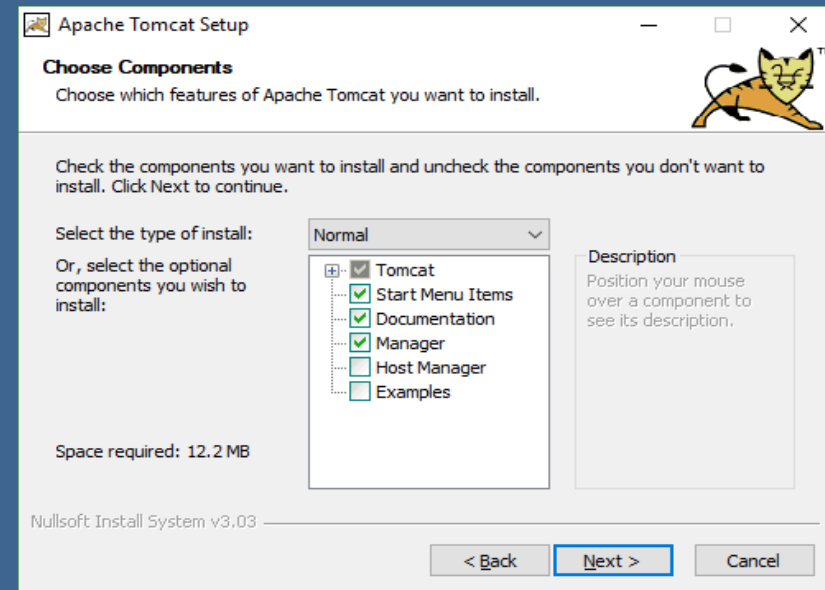 Apache Tomcat Setup
Choose Components
Choose which features of Apache Tomcat you want to install.
TM
Check the components you want to install and uncheck the components you don't want to
install. Click Next to continue.
Select the type of install:
Normal
Or, select the optional
components you wish to
install:
Tomcat
Start Menu Items
Documentation
Manager
Host Manager
Examples
Description
Position your mouse
over a component to
see its description.
Space required: 12.2 MB
Nullsoft Install System v3.03
< Back
Next >
Cancel